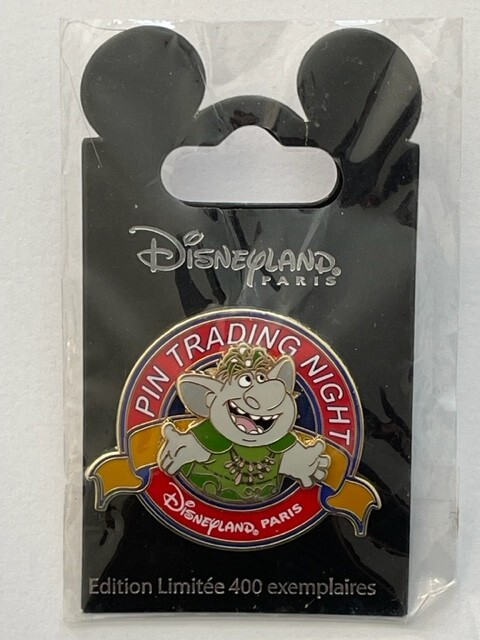 DISNEYLAND®
PARIS
PIN TRADING NIGHT
DISNEYLAND PARIS
Edition Limitée 400 exemplaires